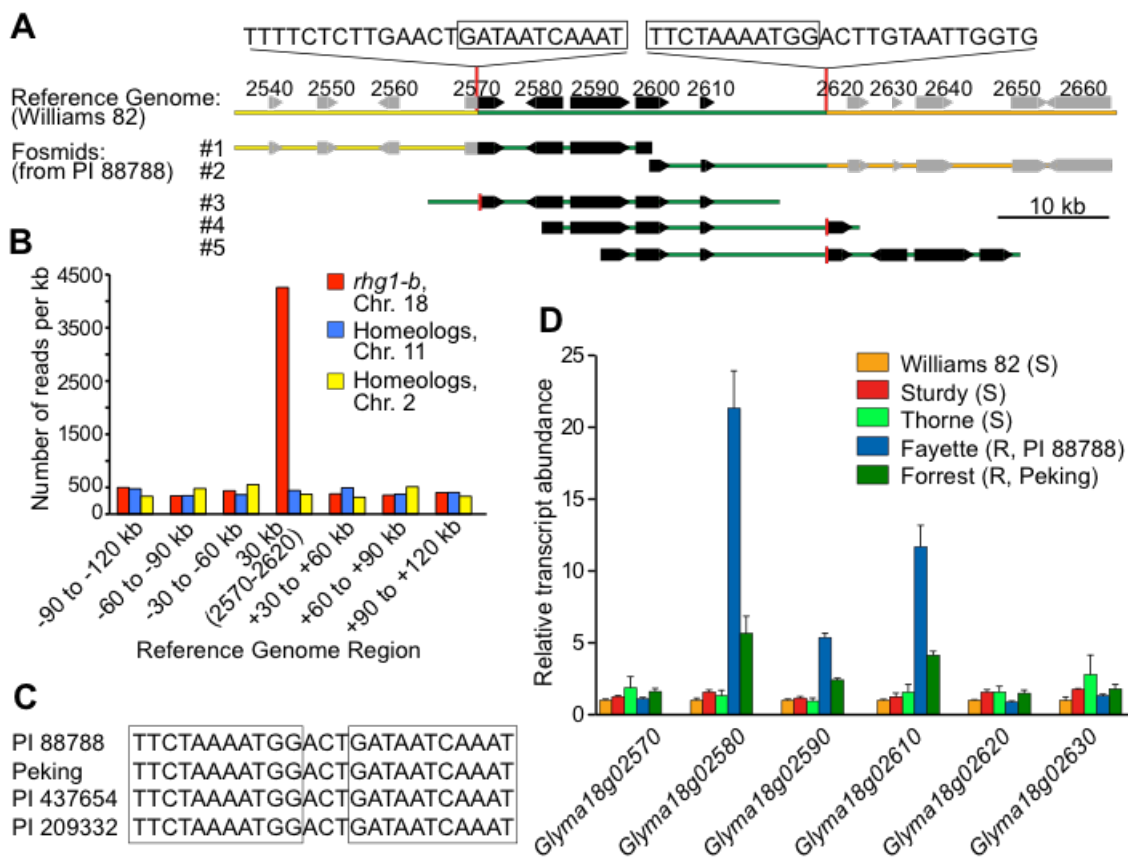 A
TTTTCTCTTGAACTGATAATCAAAT TTCTAAAATGGACTTGTAATTGGTG
2540 2550 2560 2570 2580 2590 2600 2610 2620 2630 2640 2650 2660
Reference Genome:
(Williams 82)
Fosmids:
(from PI 88788)
#1
#2
#3
#4
#5
10 kb
B
Number of reads per kb
4500
3500
2500
1500
500
0
rhg1-b,
Chr. 18
Homeologs,
Chr. 11
Homeologs,
Chr. 2
-90 to -120 kb
-60 to -90 kb
-30 to -60 kb
30 kb
(2570-2620)
+30 to +60 kb
+60 to +90 kb
+90 to +120 kb
Reference Genome Region
C
PI 88788 TTCTAAAATGGACTGATAATCAAAT
Peking TTCTAAAATGGACTGATAATCAAAT
PI 437654 TTCTAAAATGGACTGATAATCAAAT
PI 209332 TTCTAAAATGGACTGATAATCAAAT
D
Relative transcript abundance
25
20
15
10
5
0
Williams 82 (S)
Sturdy (S)
Thorne (S)
Fayette (R, PI 88788)
Forrest (R, Peking)
Glyma18g02570
Glyma18g02580
Glyma18g02590
Glyma18g02610
Glyma18g02620
Glyma18g02630